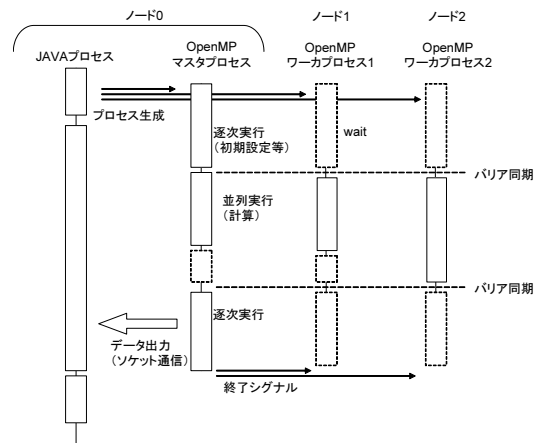 ノード0
ノード1
ノード2
JAVAプロセス
OpenMP
マスタプロセス
OpenMP
ワーカプロセス1
OpenMP
ワーカプロセス2
プロセス生成
逐次実行
（初期設定等）
wait
バリア同期
並列実行
（計算）
バリア同期
逐次実行
データ出力
（ソケット通信）
終了シグナル